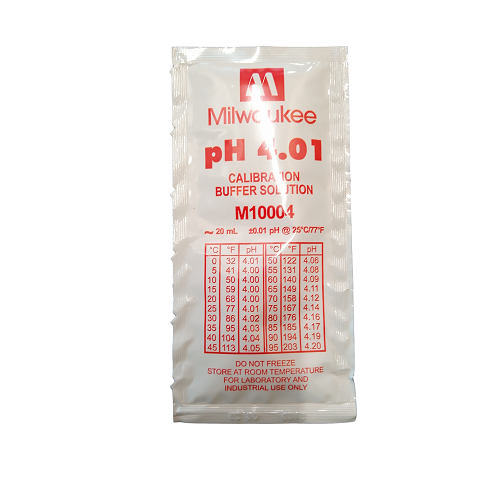 M
Milwaukee
pH 4.01
CALIBRATION
BUFFER SOLUTION
M10004
~ 20 mL ±0.01 pH @ 25°C/77°F
°C °F pH °C °F pH
0 32 4.01 50 122 4.06
5 41 4.00 55 131 4.08
10 50 4.00 60 140 4.09
15 59 4.00 65 149 4.11
20 68 4.00 70 158 4.12
25 77 4.01 75 167 4.14
30 86 4.02 80 176 4.16
35 95 4.03 85 185 4.17
40 104 4.04 90 194 4.19
45 113 4.05 95 203 4.20
DO NOT FREEZE
STORE AT ROOM TEMPERATURE
FOR LABORATORY AND
INDUSTRIAL USE ONLY